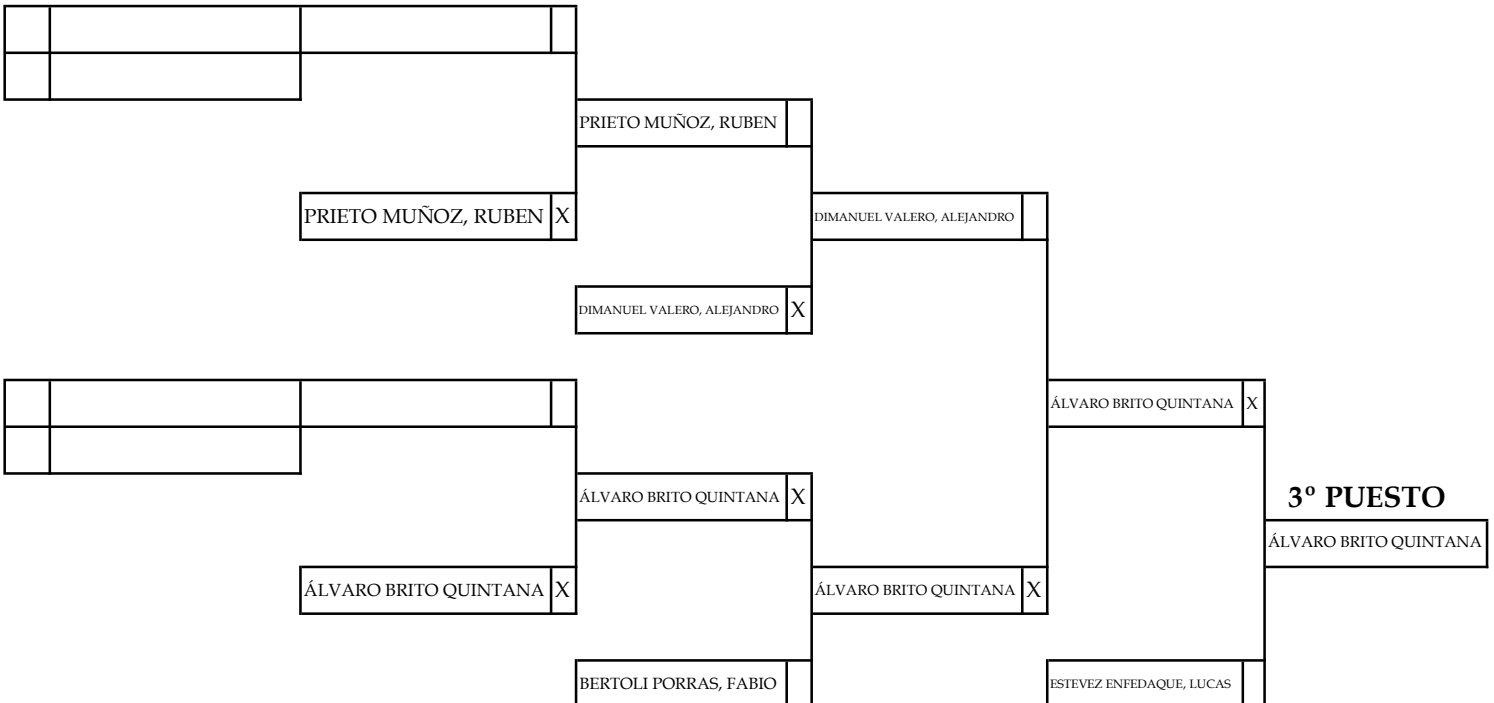 PRIETO MUÑOZ, RUBEN
PRIETO MUÑOZ, RUBEN X
DIMANUEL VALERO, ALEJANDRO
DIMANUEL VALERO, ALEJANDRO X
ÁLVARO BRITO QUINTANA X
ÁLVARO BRITO QUINTANA X
3º PUESTO
ÁLVARO BRITO QUINTANA
ÁLVARO BRITO QUINTANA X
ÁLVARO BRITO QUINTANA X
BERTOLI PORRAS, FABIO
ESTEVEZ ENFEDAQUE, LUCAS